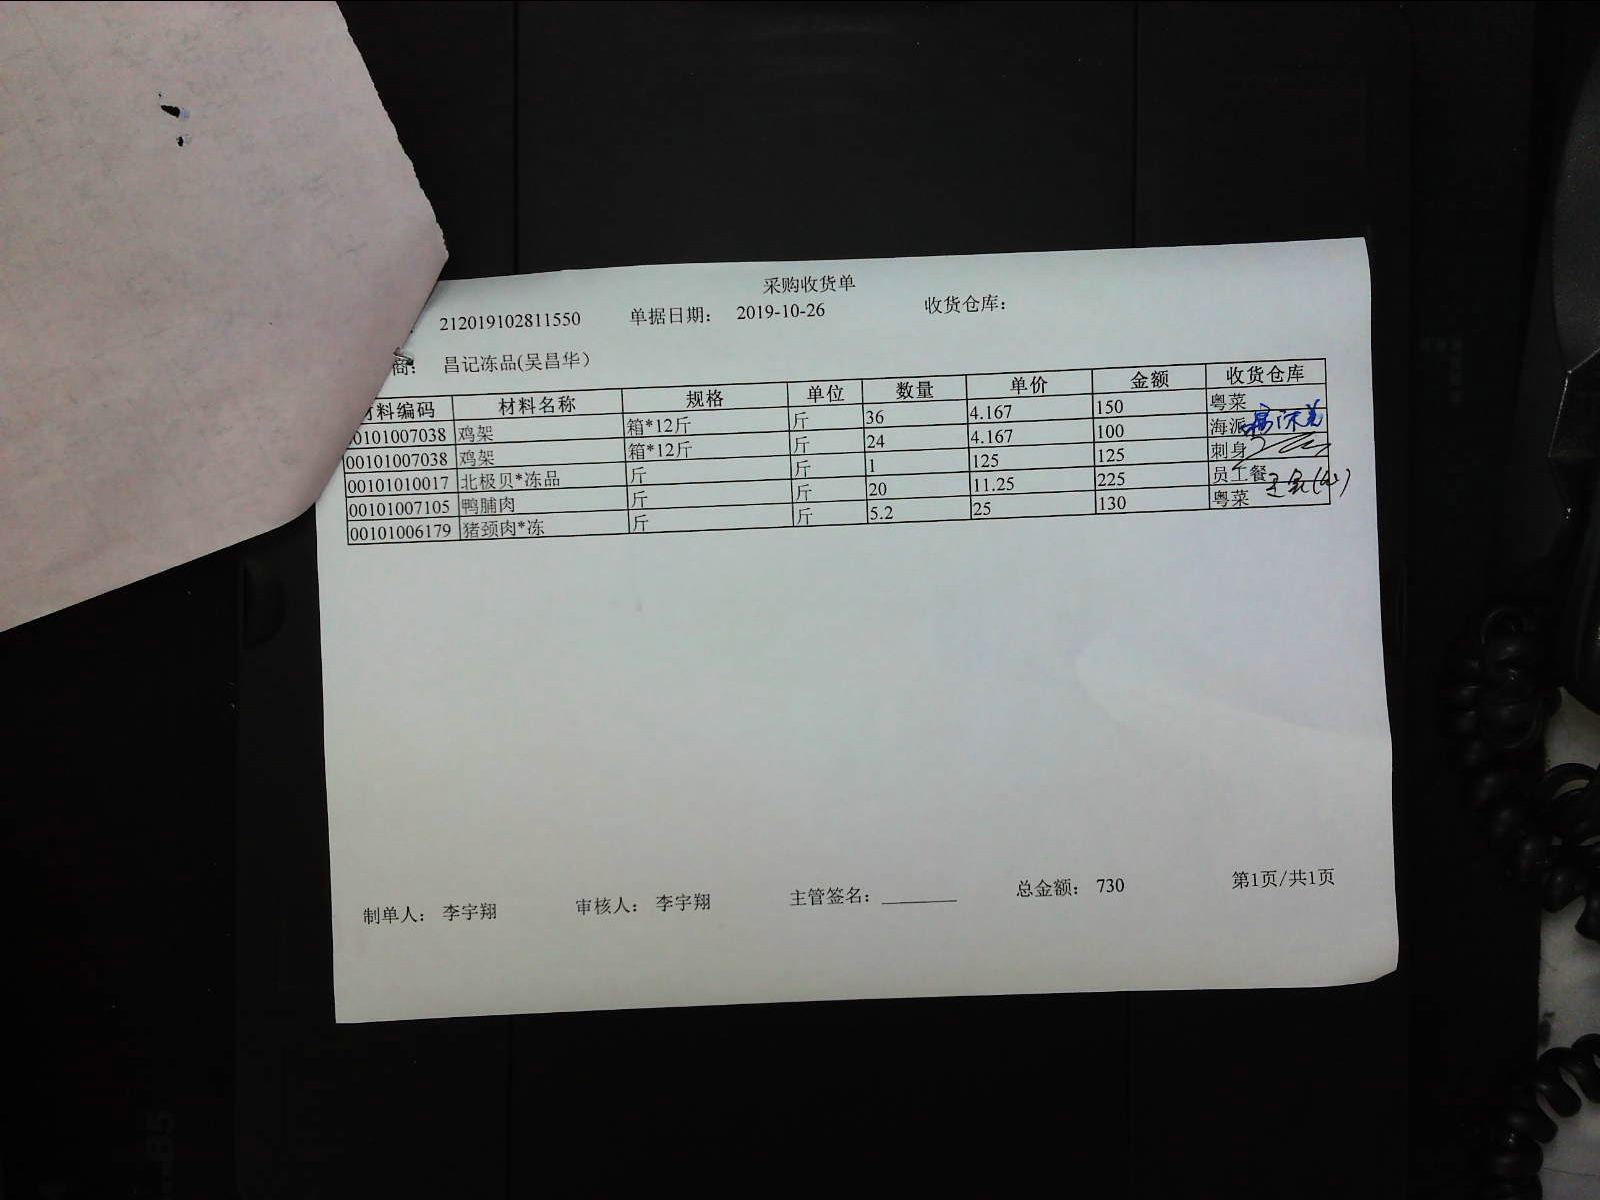 采购收货单
212019102811550 单据日期： 2019-10-26 收货仓库：
商： 昌记冻品(吴昌华）
材料编码 材料名称 规格 单位 数量 单价 金额 收货仓库
00101007038 鸡架 箱*12斤 斤 36 4.167 150 粤菜
00101007038 鸡架 箱*12斤 斤 24 4.167 100 海派
00101010017 北极贝*冻品 斤 斤 1 125 125 刺身
00101007105 鸭脯肉 斤 斤 20 11.25 225 员工餐
00101006179 猪颈肉*冻 斤 斤 5.2 25 130 粤菜
制单人： 李宇翔 审核人： 李宇翔 主管签名： 总金额： 730 第1页/共1页